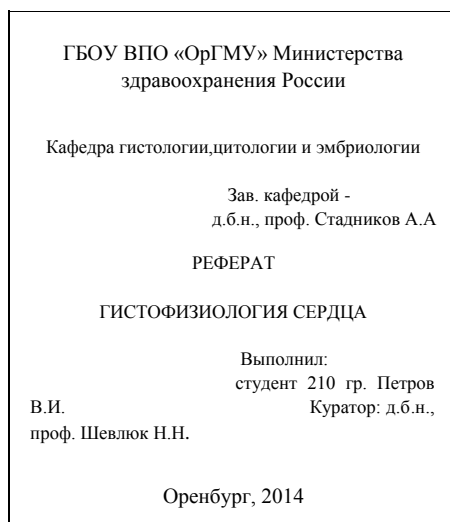 ГБОУ ВПО «ОрГМУ» Министерства
здравоохранения России
Кафедра гистологии,цитологии и эмбриологии
Зав. кафедрой -
д.б.н., проф. Стадников А.А
РЕФЕРАТ
ГИСТОФИЗИОЛОГИЯ СЕРДЦА
Выполнил:
студент 210 гр. Петров
В.И. Куратор: д.б.н.,
проф. Шевлюк Н.Н.
Оренбург, 2014